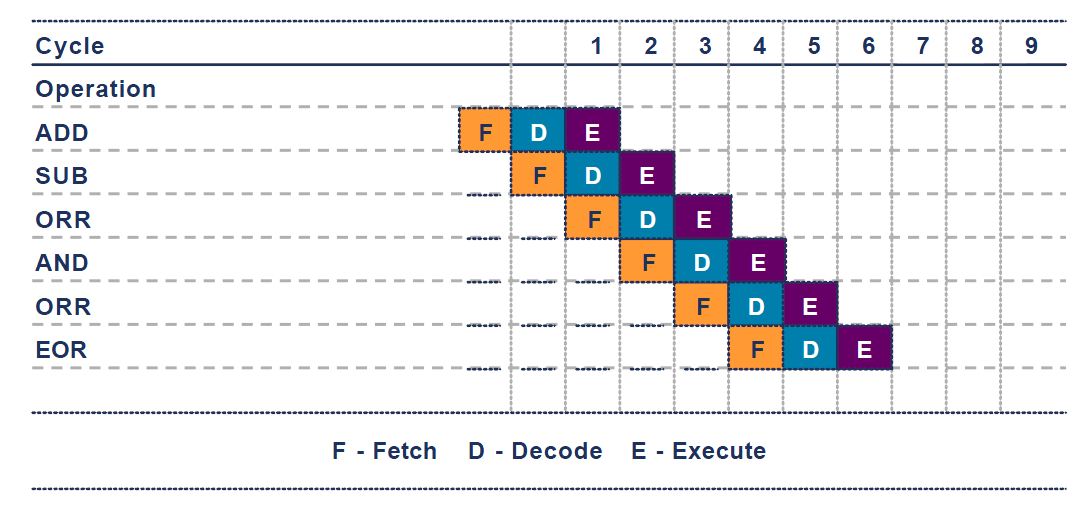 Cycle 1 2 3 4 5 6 7 8 9
Operation
ADD F D E
SUB F D E
ORR F D E
AND F D E
ORR F D E
EOR F D E
F - Fetch D - Decode E - Execute